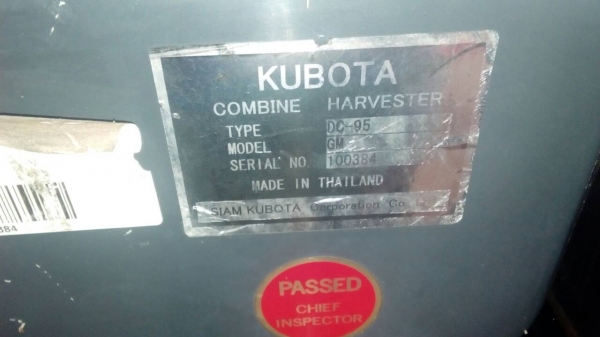 KUBOTA
COMBINE HARVESTER
TYPE DC-95
MODEL GM
SERIAL NO 100384
MADE IN THAILAND
SIAM KUBOTA Corporation Co.
384
PASSED
CHIEF
INSPECTOR